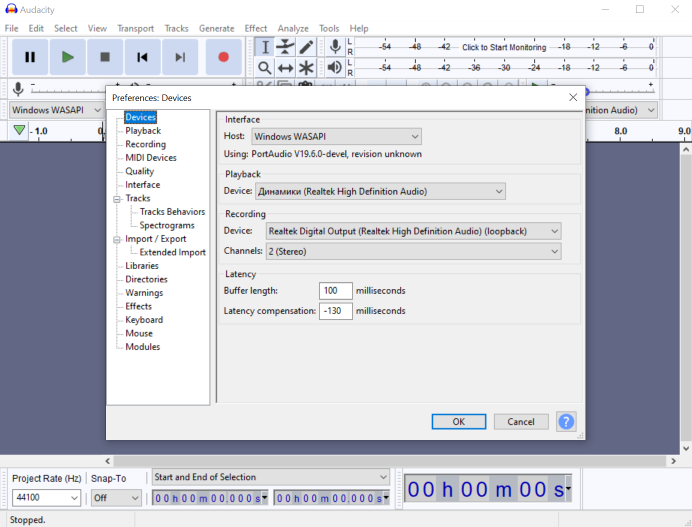 Audacity
File Edit Select View Transport Tracks Generate Effect Analyze Tools Help
L -54 -48 -42 Click to Start Monitoring -18 -12 -6 0
R
L -54 -48 -42 -36 -30 -24 -18 -12 -6 0
R
Windows WASAPI
nition Audio)
-1.0 8.0 9.0
Preferences: Devices
Devices
Playback
Recording
MIDI Devices
Quality
Interface
Tracks
Tracks Behaviors
Spectrograms
Import / Export
Extended Import
Libraries
Directories
Warnings
Effects
Keyboard
Mouse
Modules
Interface
Host: Windows WASAPI
Using: PortAudio V19.6.0-devel, revision unknown
Playback
Device: Динамики (Realtek High Definition Audio)
Recording
Device: Realtek Digital Output (Realtek High Definition Audio) (loopback)
Channels: 2 (Stereo)
Latency
Buffer length: 100 milliseconds
Latency compensation: -130 milliseconds
OK Cancel ?
Project Rate (Hz) Snap-To Start and End of Selection
44100 Off 00 h 00 m 00.000 s 00 h 00 m 00.000 s
00 h 00 m 00 s
Stopped.